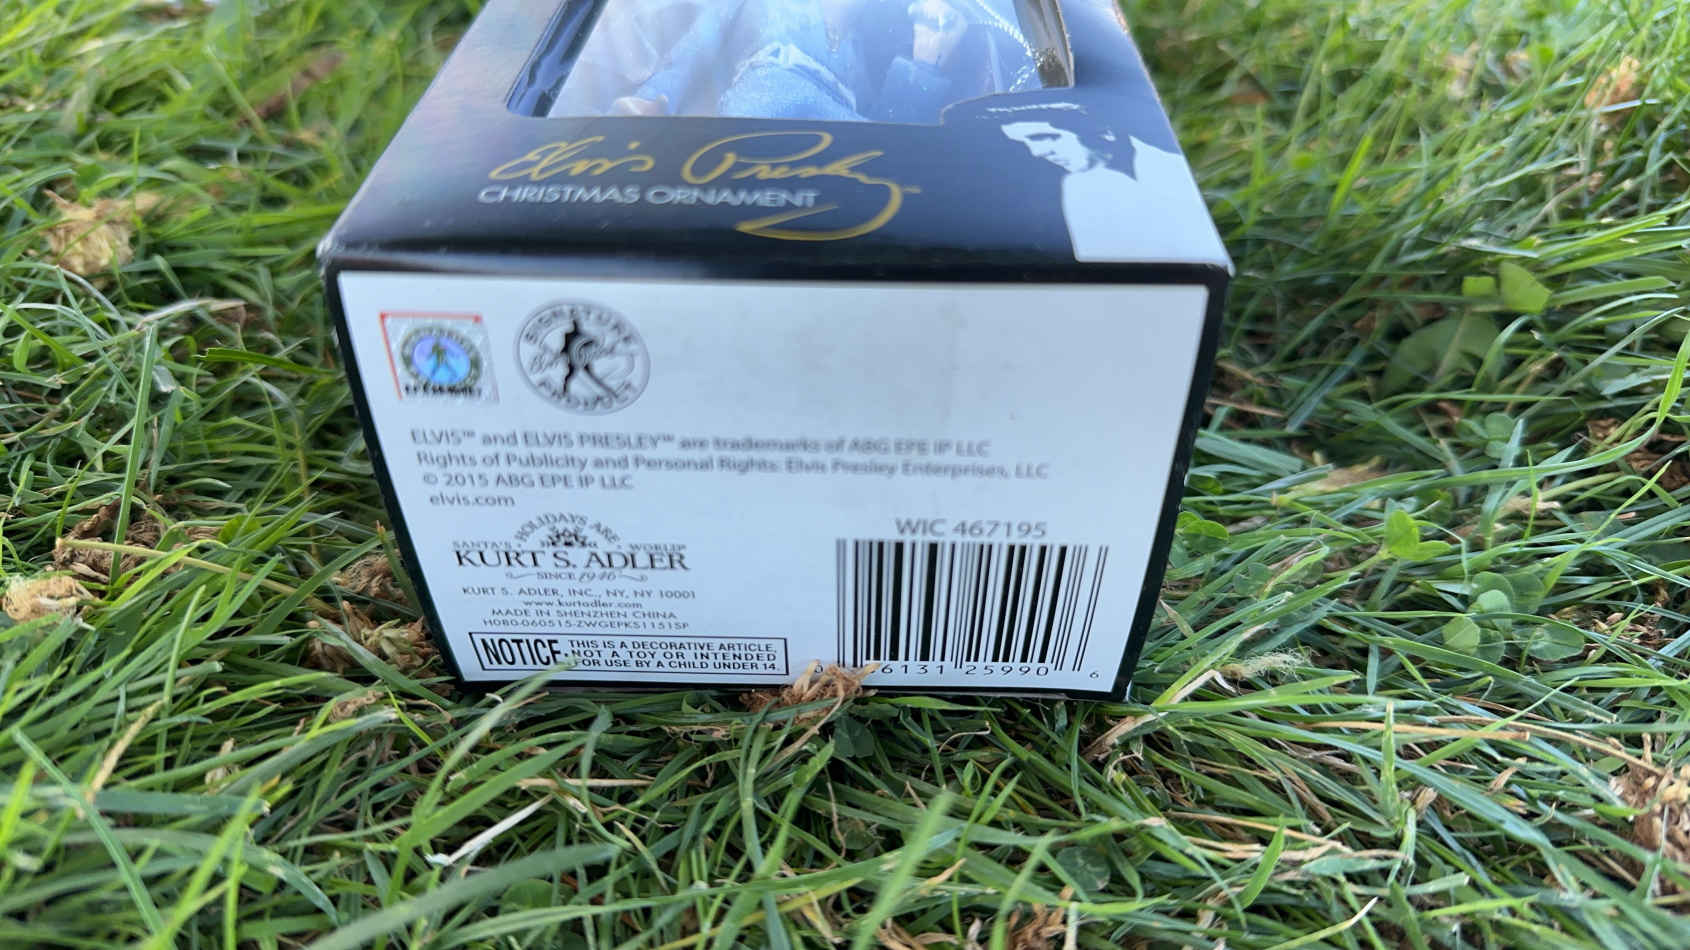 Elvis Presley
CHRISTMAS ORNAMENT
SIGNATURE
PRODUCT
ELVIS™ and ELVIS PRESLEY™ are trademarks of ABG EPE IP LLC
Rights of Publicity and Personal Rights: Elvis Presley Enterprises, LLC
© 2015 ABG EPE IP LLC
elvis.com
HOLIDAYS ARE
SANTA'S WORLD®
KURT S. ADLER
SINCE 1946
KURT S. ADLER, INC., NY, NY 10001
www.kurtadler.com
MADE IN SHENZHEN CHINA
H080-060515-ZWGEPKS1151SP
NOTICE: THIS IS A DECORATIVE ARTICLE,
NOT A TOY OR INTENDED
FOR USE BY A CHILD UNDER 14.
WIC 467195
0 6131 25990 6